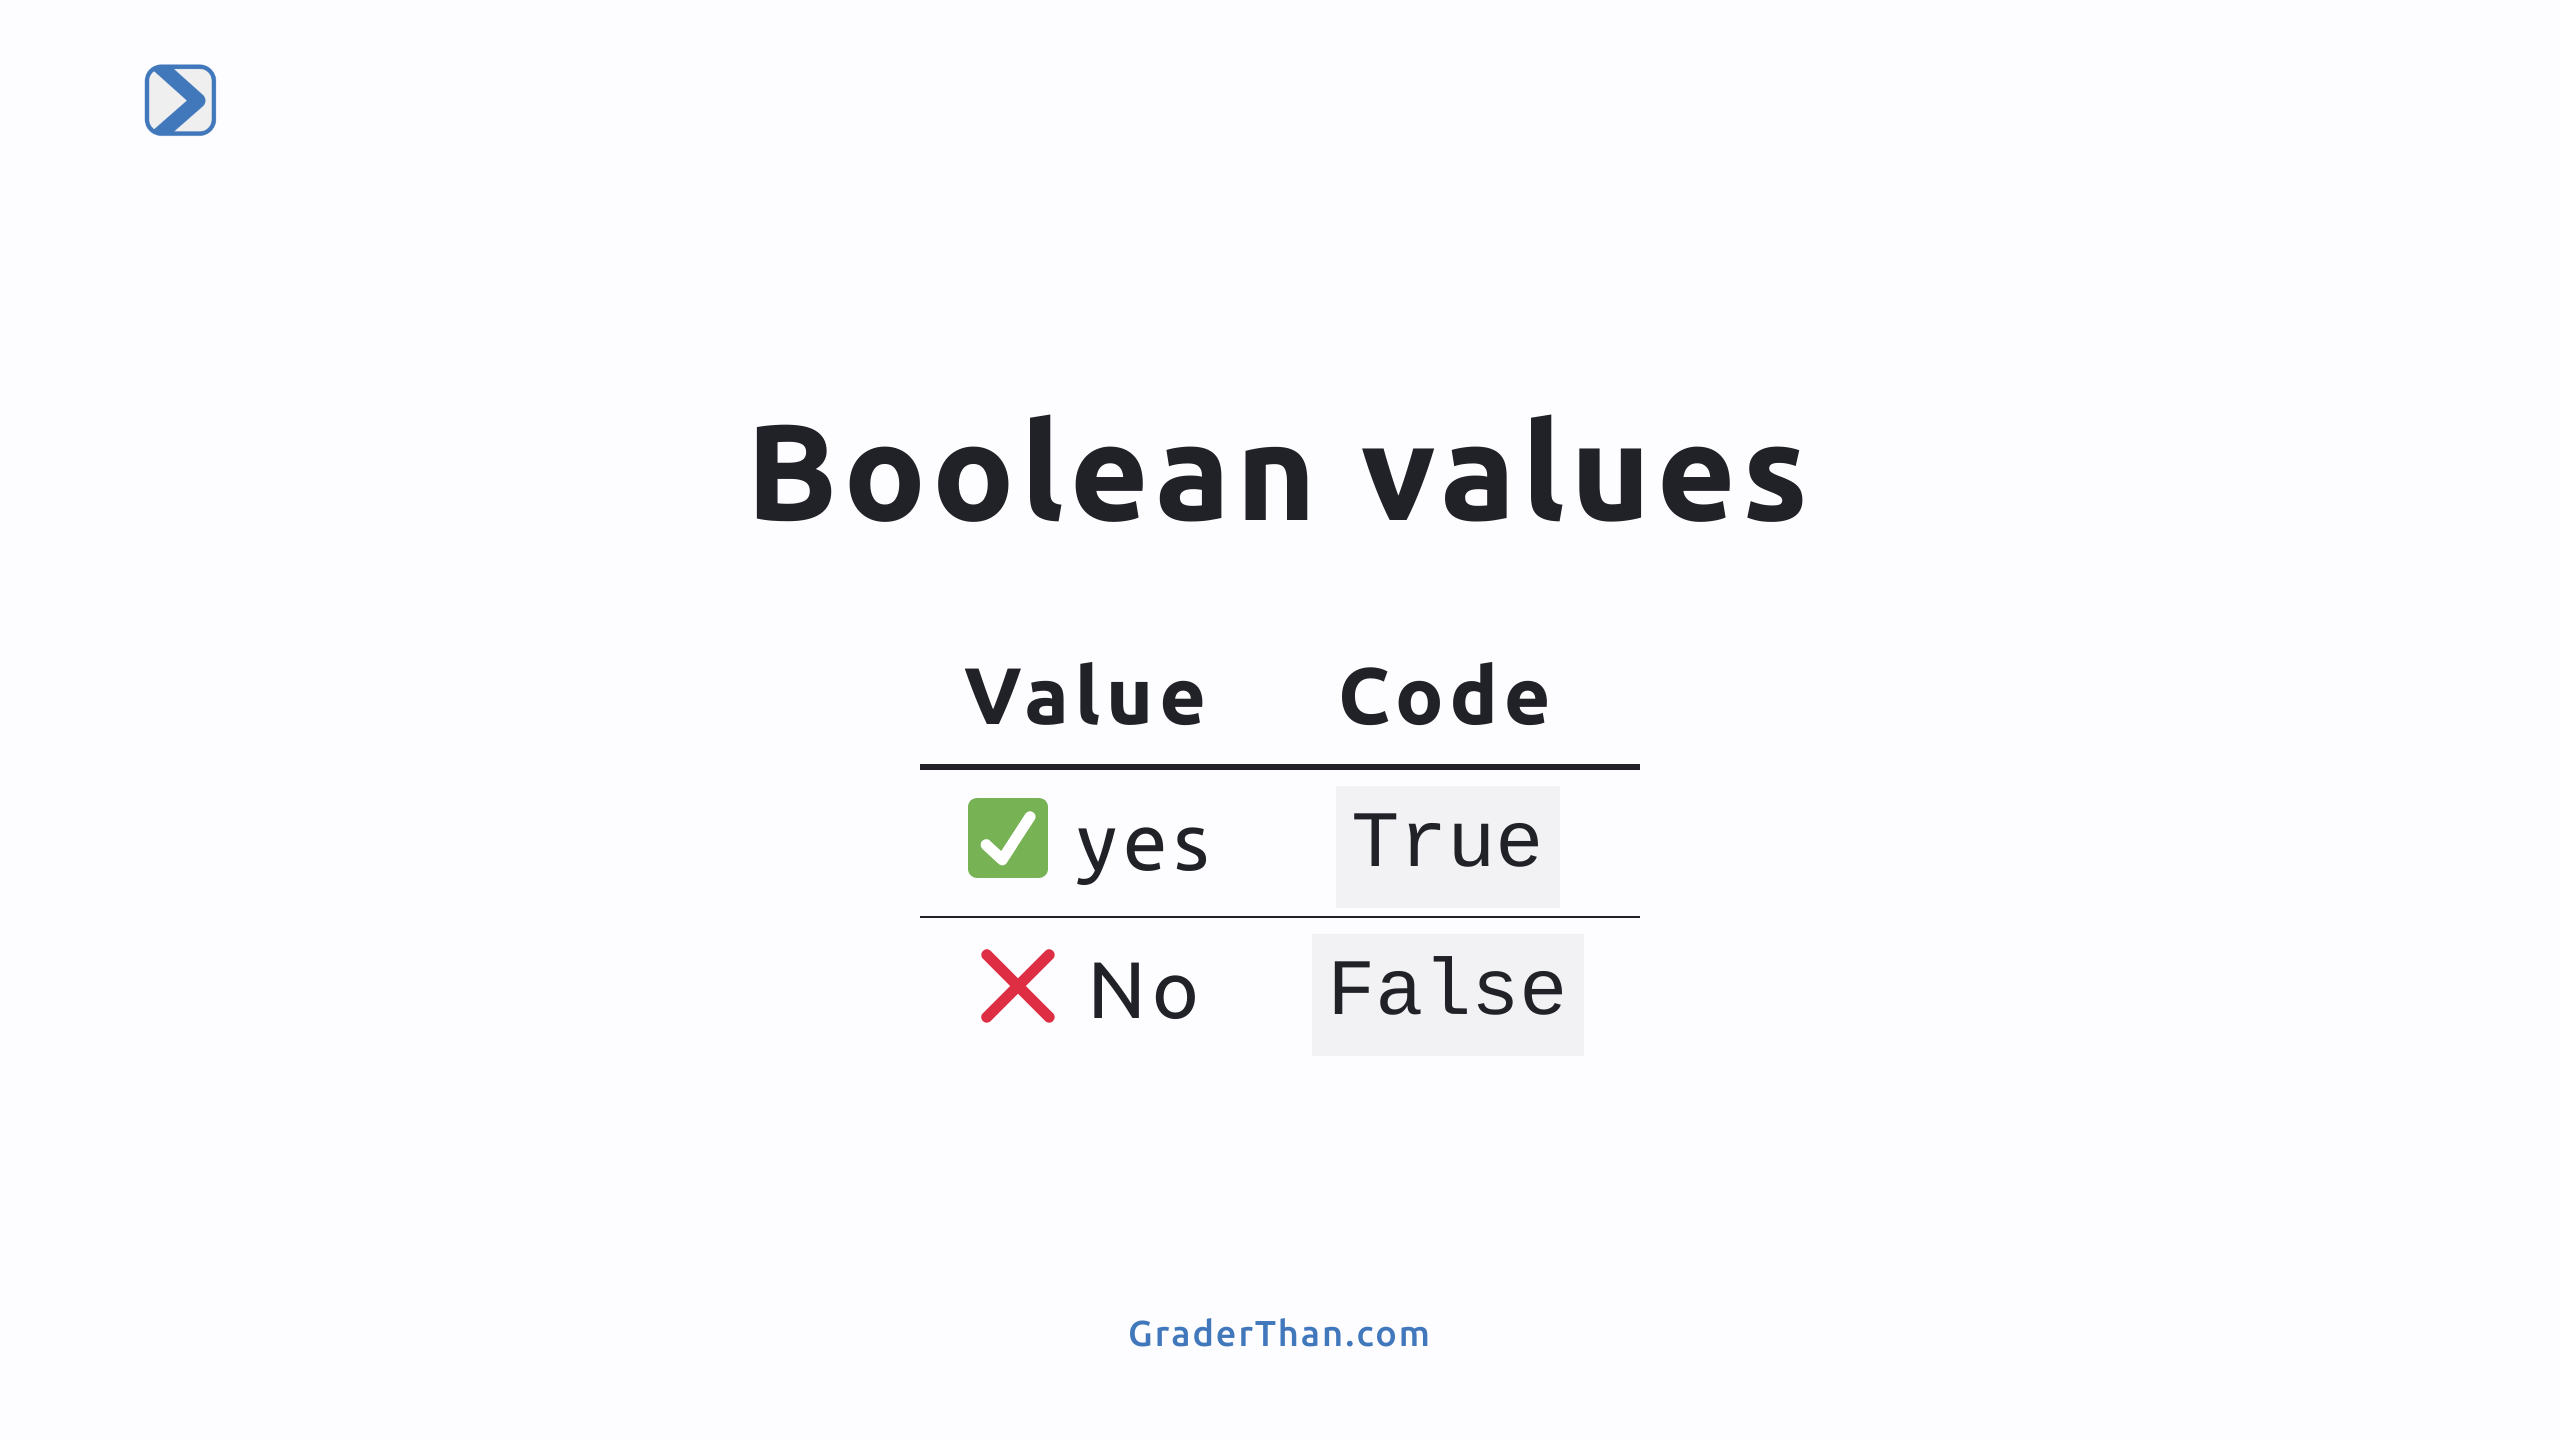 Boolean values
Value Code
✅ yes True
❌ No False
GraderThan.com